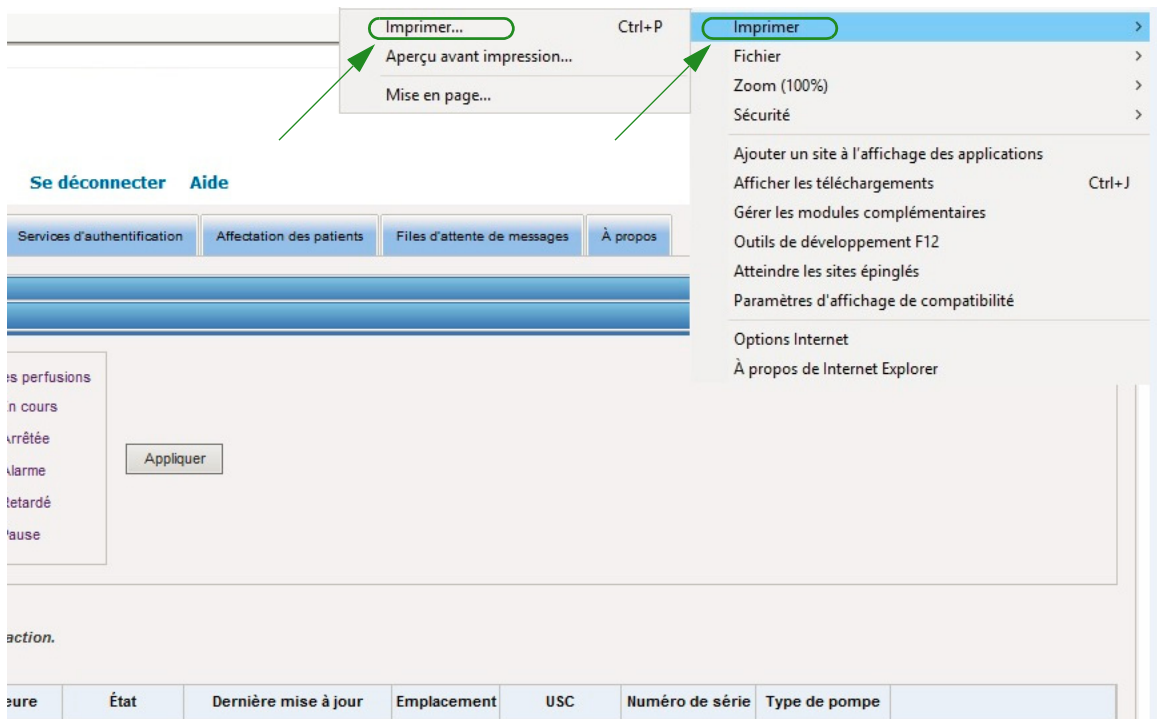 Imprimer... Ctrl+P
Aperçu avant impression...
Mise en page...
Imprimer
Fichier
Zoom (100%)
Sécurité
Ajouter un site à l'affichage des applications
Afficher les téléchargements Ctrl+J
Gérer les modules complémentaires
Outils de développement F12
Atteindre les sites épinglés
Paramètres d'affichage de compatibilité
Options Internet
À propos de Internet Explorer
Se déconnecter Aide
Services d'authentification Affectation des patients Files d'attente de messages À propos
es perfusions
En cours
Arrêtée
Alarme
Retardé
Pause
Appliquer
action.
eure État Dernière mise à jour Emplacement USC Numéro de série Type de pompe